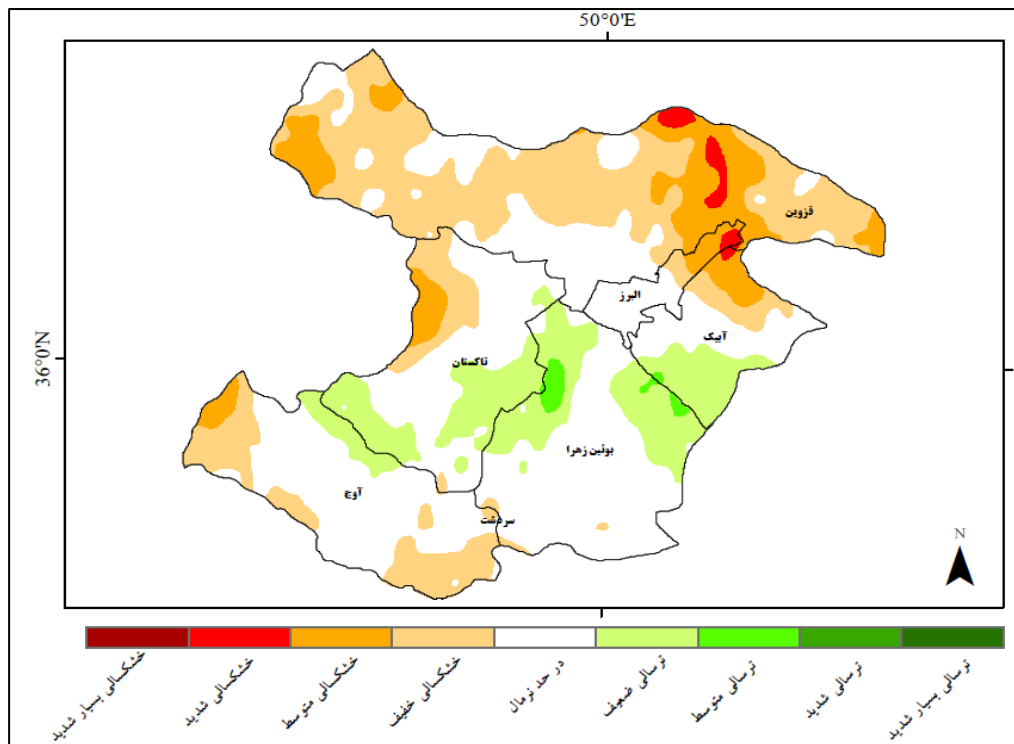 50°0'E
قزوین
البرز
آبیک
36°0'N
تاکستان
بوئین زهرا
آوج
سردشت
N
خشکسالی بسیار شدید
خشکسالی شدید
خشکسالی متوسط
خشکسالی خفیف
در حد نرمال
ترسالی ضعیف
ترسالی متوسط
ترسالی شدید
ترسالی بسیار شدید